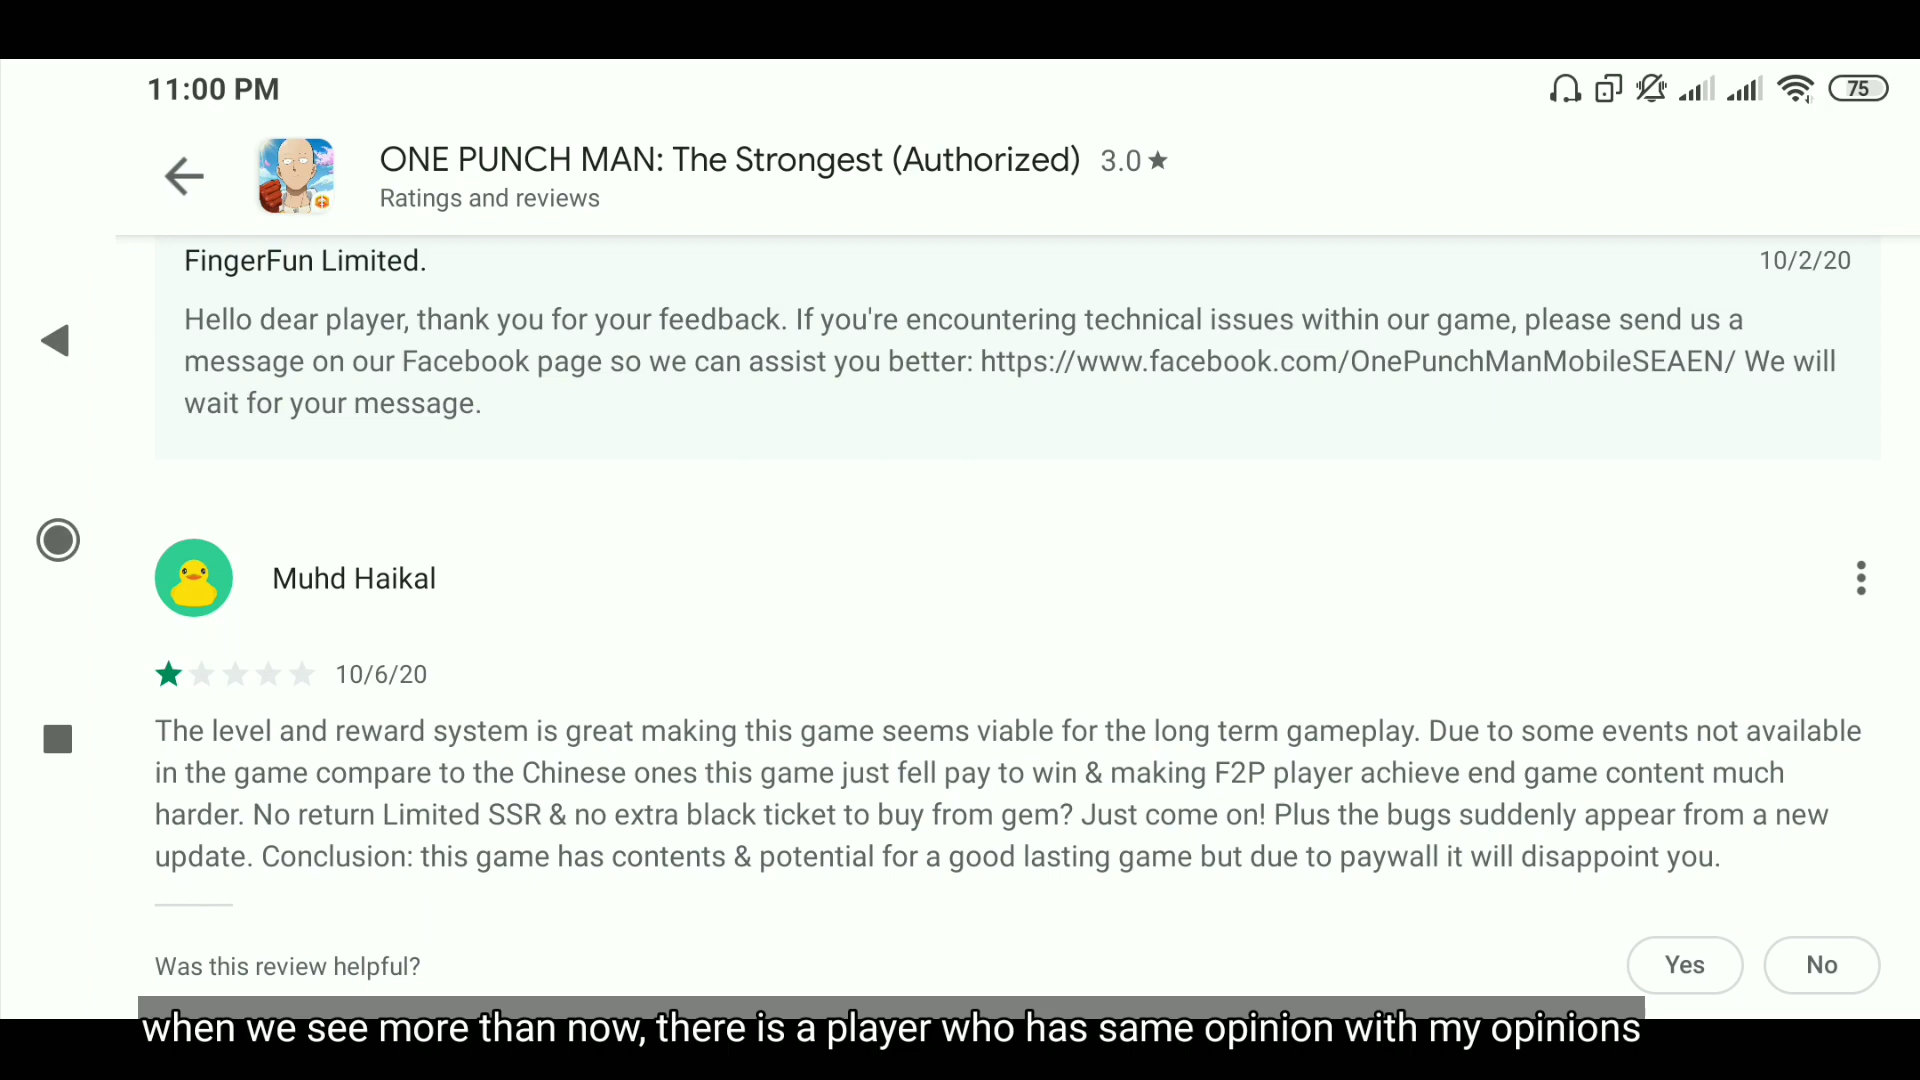 11:00 PM
75
ONE PUNCH MAN: The Strongest (Authorized) 3.0 ★
Ratings and reviews
FingerFun Limited.
10/2/20
Hello dear player, thank you for your feedback. If you're encountering technical issues within our game, please send us a
message on our Facebook page so we can assist you better: https://www.facebook.com/OnePunchManMobileSEAEN/ We will
wait for your message.
Muhd Haikal
10/6/20
The level and reward system is great making this game seems viable for the long term gameplay. Due to some events not available
in the game compare to the Chinese ones this game just fell pay to win & making F2P player achieve end game content much
harder. No return Limited SSR & no extra black ticket to buy from gem? Just come on! Plus the bugs suddenly appear from a new
update. Conclusion: this game has contents & potential for a good lasting game but due to paywall it will disappoint you.
Was this review helpful?
Yes
No
when we see more than now, there is a player who has same opinion with my opinions